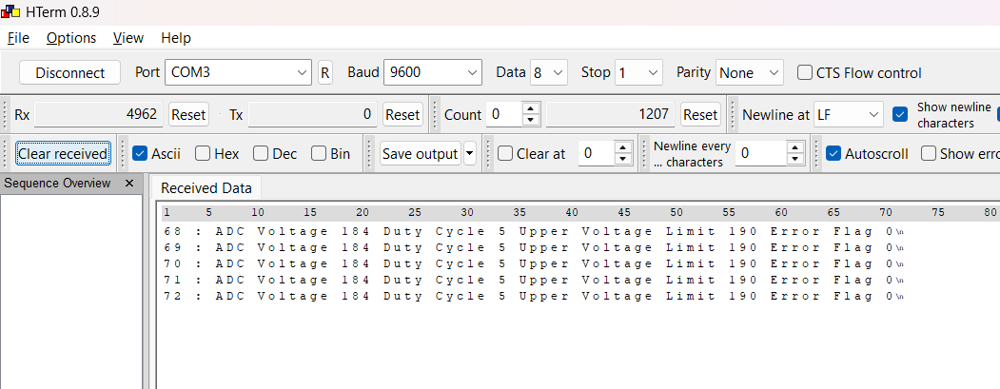 HTerm 0.8.9
File Options View Help
Disconnect Port COM3 R Baud 9600 Data 8 Stop 1 Parity None CTS Flow control
Rx 4962 Reset Tx 0 Reset Count 0 1207 Reset Newline at LF Show newline characters
Clear received Ascii Hex Dec Bin Save output Clear at 0 Newline every ... characters 0 Autoscroll Show erro
Sequence Overview × Received Data
1 5 10 15 20 25 30 35 40 45 50 55 60 65 70 75 80
68 : ADC Voltage 184 Duty Cycle 5 Upper Voltage Limit 190 Error Flag 0\n
69 : ADC Voltage 184 Duty Cycle 5 Upper Voltage Limit 190 Error Flag 0\n
70 : ADC Voltage 184 Duty Cycle 5 Upper Voltage Limit 190 Error Flag 0\n
71 : ADC Voltage 184 Duty Cycle 5 Upper Voltage Limit 190 Error Flag 0\n
72 : ADC Voltage 184 Duty Cycle 5 Upper Voltage Limit 190 Error Flag 0\n